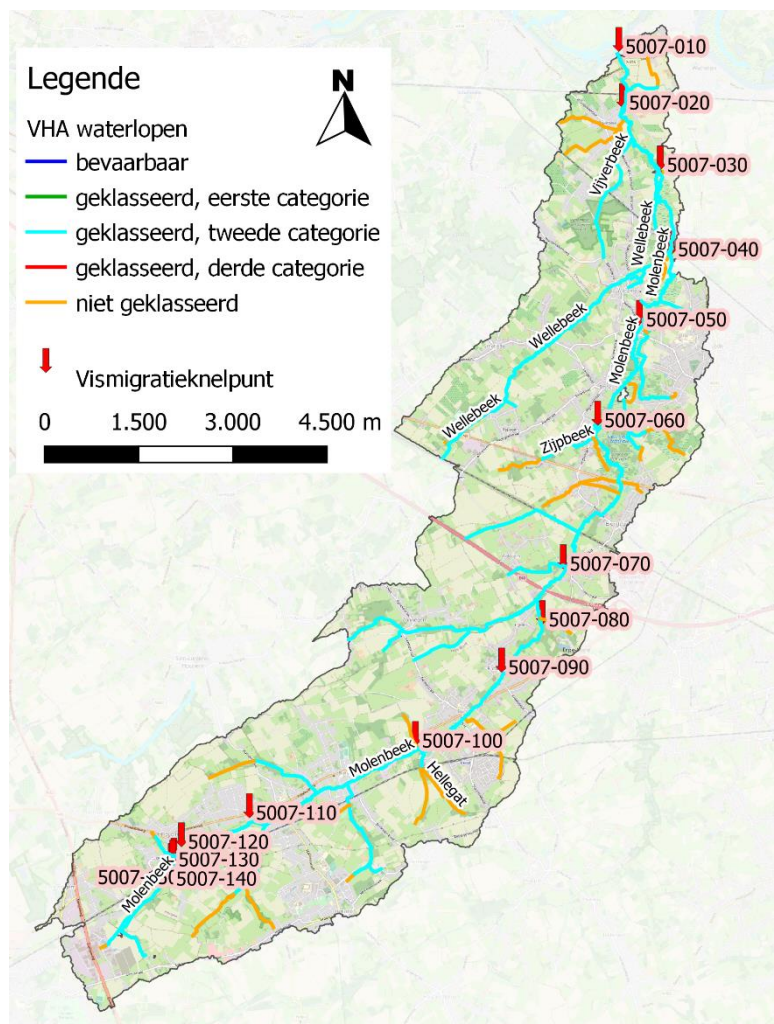 Legende
N
VHA waterlopen
bevaarbaar
geklasseerd, eerste categorie
geklasseerd, tweede categorie
geklasseerd, derde categorie
niet geklasseerd
Vismigratieknelpunt
0 1.500 3.000 4.500 m
5007-010
5007-020
5007-030
Vijverbeek
Wellebeek
Molenbeek
5007-040
5007-050
Wellebeek
Molenbeek
Wellebeek
5007-060
Zijpbeek
5007-070
5007-080
5007-090
5007-100
Molenbeek
Hellegat
5007-110
5007-120
5007-130
5007-140
Molenbeek